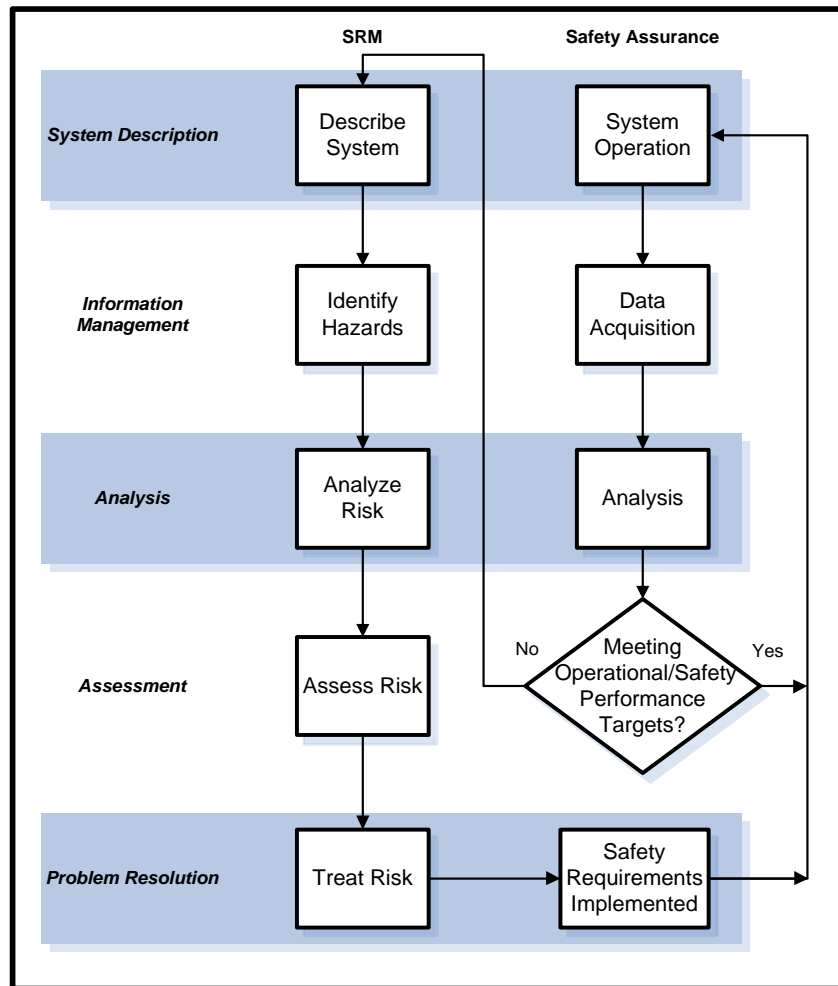 SRM
Safety Assurance
System Description
Describe
System
System
Operation
Information
Management
Identify
Hazards
Data
Acquisition
Analysis
Analyze
Risk
Analysis
Assessment
Assess Risk
No
Meeting
Operational/Safety
Performance
Targets?
Yes
Problem Resolution
Treat Risk
Safety
Requirements
Implemented